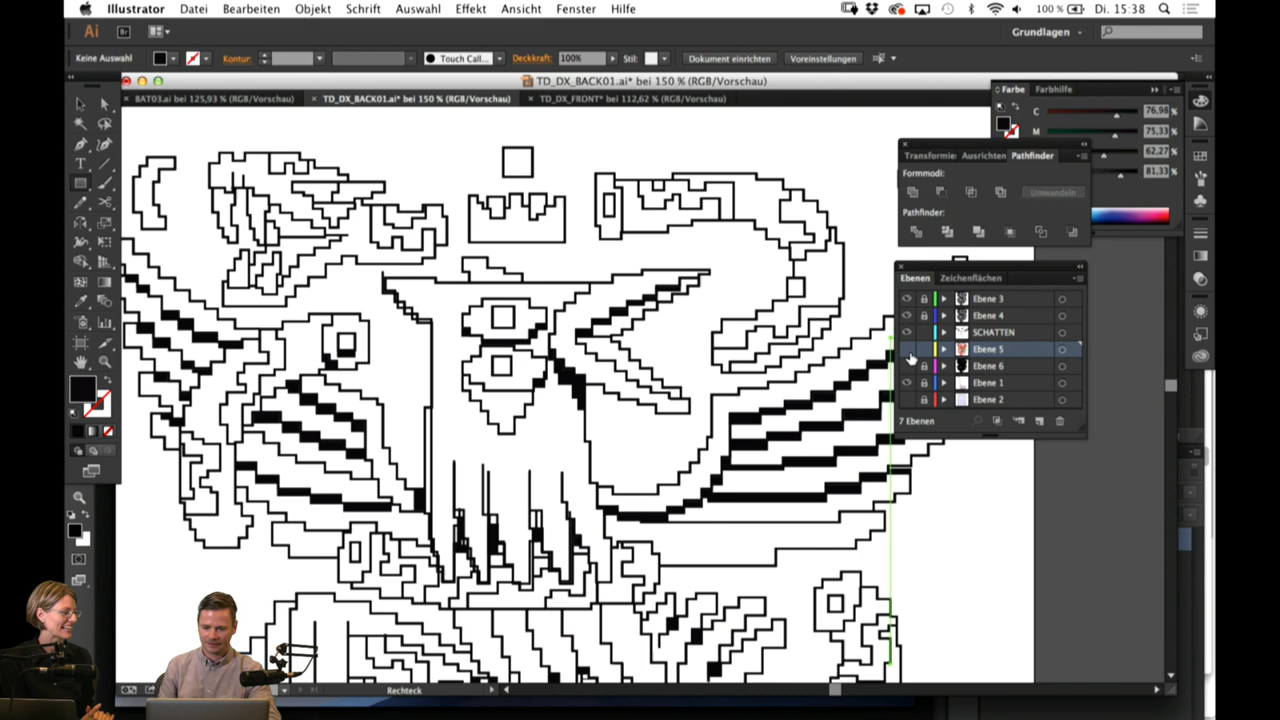 Illustrator Datei Bearbeiten Objekt Schrift Auswahl Effekt Ansicht Fenster Hilfe 100 % Di. 15:38
Ai Br Grundlagen
Keine Auswahl Kontur: Touch Call... Deckkraft: 100% Stil: Dokument einrichten Voreinstellungen
TD_DX_BACK01.ai* bei 150 % (RGB/Vorschau)
BAT03.ai bei 125,93 % (RGB/Vorschau) TD_DX_BACK01.ai* bei 150 % (RGB/Vorschau) TD_DX_FRONT* bei 112,62 % (RGB/Vorschau)
Farbe Farbhilfe
C 76,98 %
M 75,33 %
62,27 %
81,33 %
Transformie Ausrichten Pathfinder
Formmodi:
Umwandeln
Pathfinder:
Ebenen Zeichenflächen
Ebene 3
Ebene 4
SCHATTEN
Ebene 5
Ebene 6
Ebene 1
Ebene 2
7 Ebenen
Rechteck